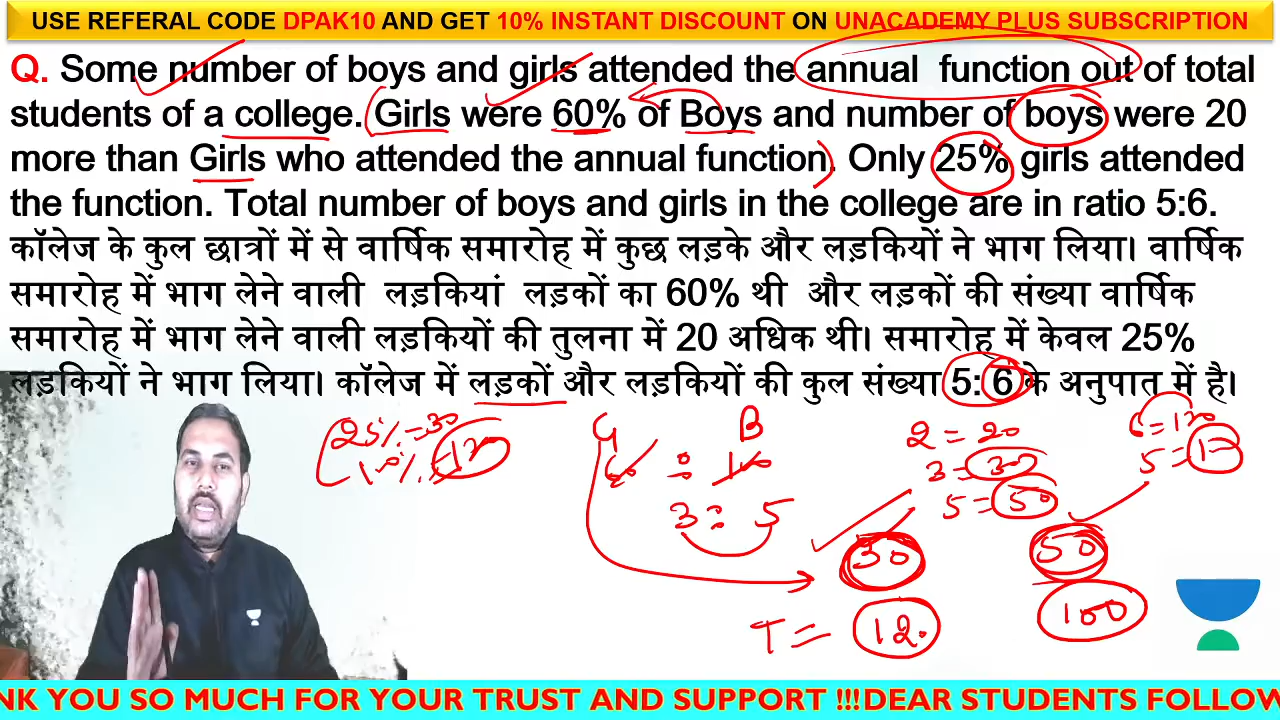 USE REFERAL CODE DPAK10 AND GET 10% INSTANT DISCOUNT ON UNACADEMY PLUS SUBSCRIPTION
Q. Some number of boys and girls attended the annual function out of total
students of a college. Girls were 60% of Boys and number of boys were 20
more than Girls who attended the annual function. Only 25% girls attended
the function. Total number of boys and girls in the college are in ratio 5:6.
कॉलेज के कुल छात्रों में से वार्षिक समारोह में कुछ लड़के और लड़कियों ने भाग लिया। वार्षिक
समारोह में भाग लेने वाली लड़कियां लड़कों का 60% थी और लड़कों की संख्या वार्षिक
समारोह में भाग लेने वाली लड़कियों की तुलना में 20 अधिक थी। समारोह में केवल 25%
लड़कियों ने भाग लिया। कॉलेज में लड़कों और लड़कियों की कुल संख्या 5: 6 के अनुपात में है।
25% = 30
G B
2 = 20
6 = 120
60 : 100
3 = 30
5 =
3 : 5
5 = 50
30 50
T = 120 100
NK YOU SO MUCH FOR YOUR TRUST AND SUPPORT !!!DEAR STUDENTS FOLLOW